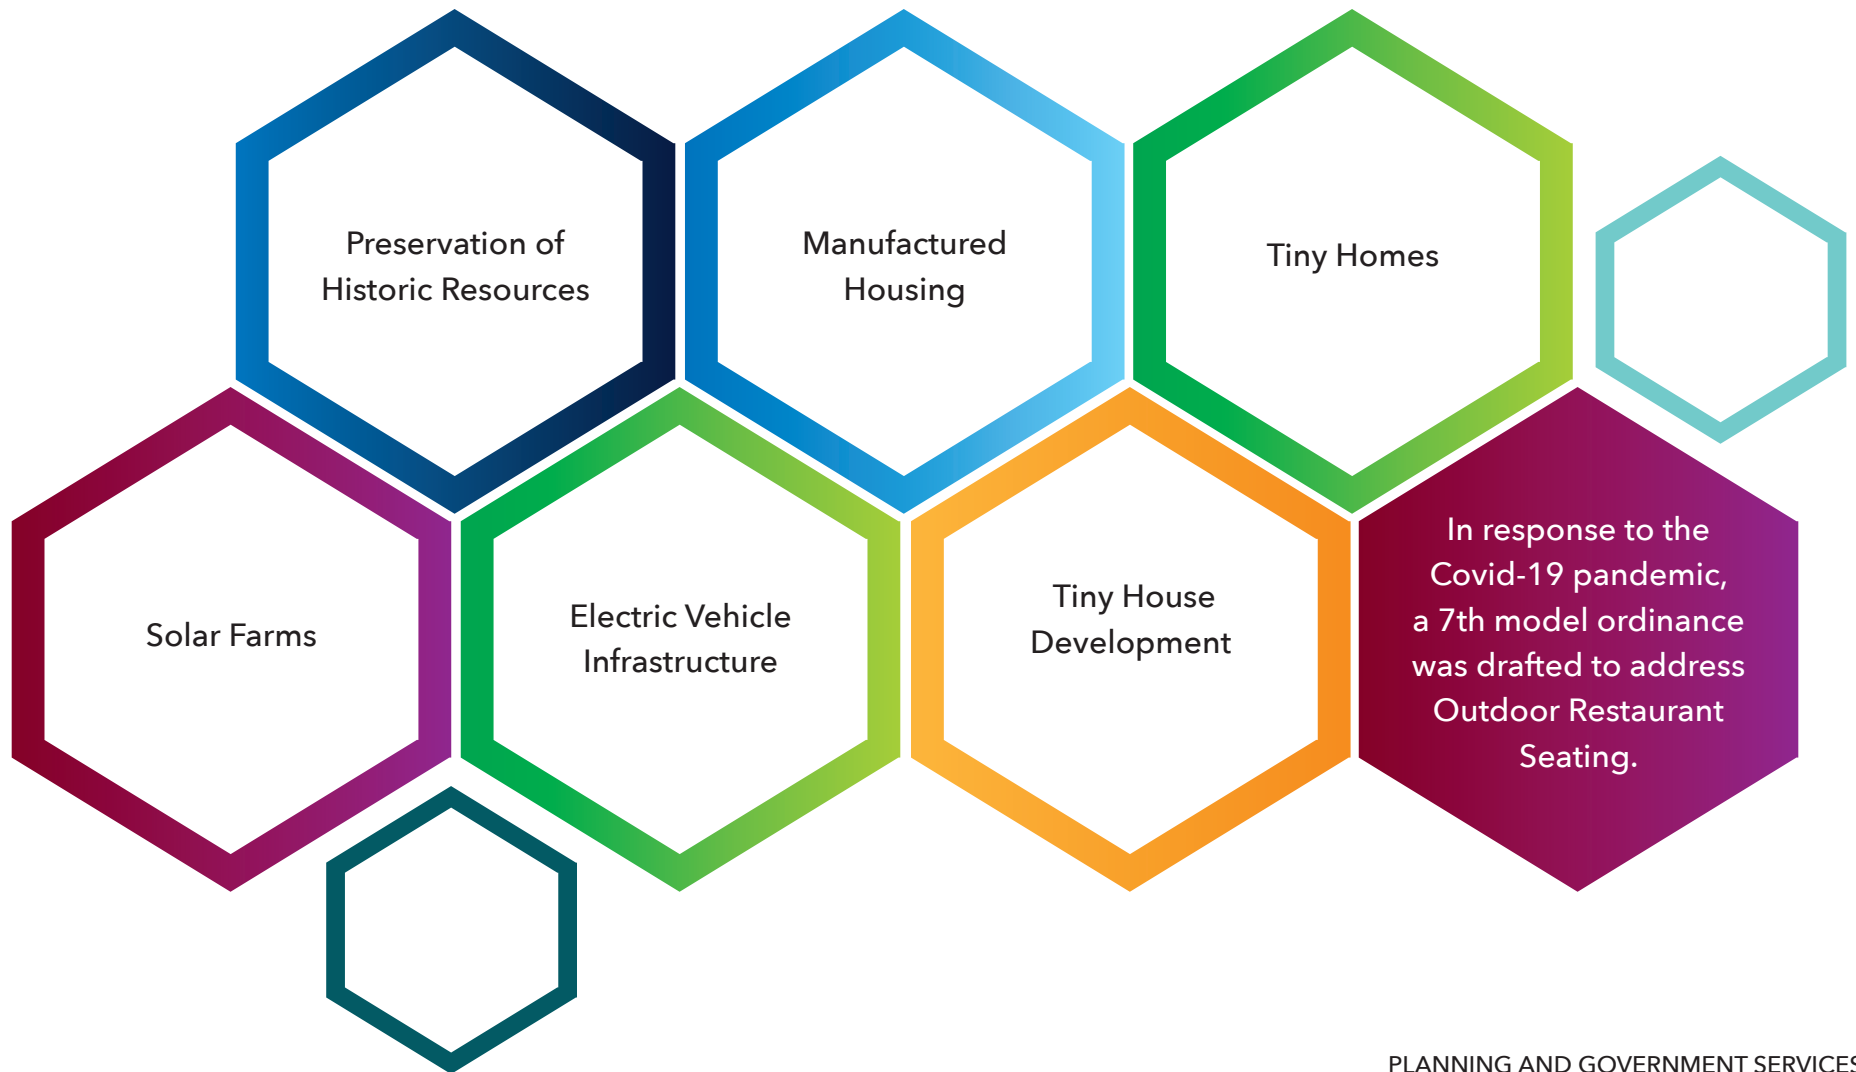 Preservation of
Historic Resources
Manufactured
Housing
Tiny Homes
Solar Farms
Electric Vehicle
Infrastructure
Tiny House
Development
In response to the
Covid-19 pandemic,
a 7th model ordinance
was drafted to address
Outdoor Restaurant
Seating.
PLANNING AND GOVERNMENT SERVICES